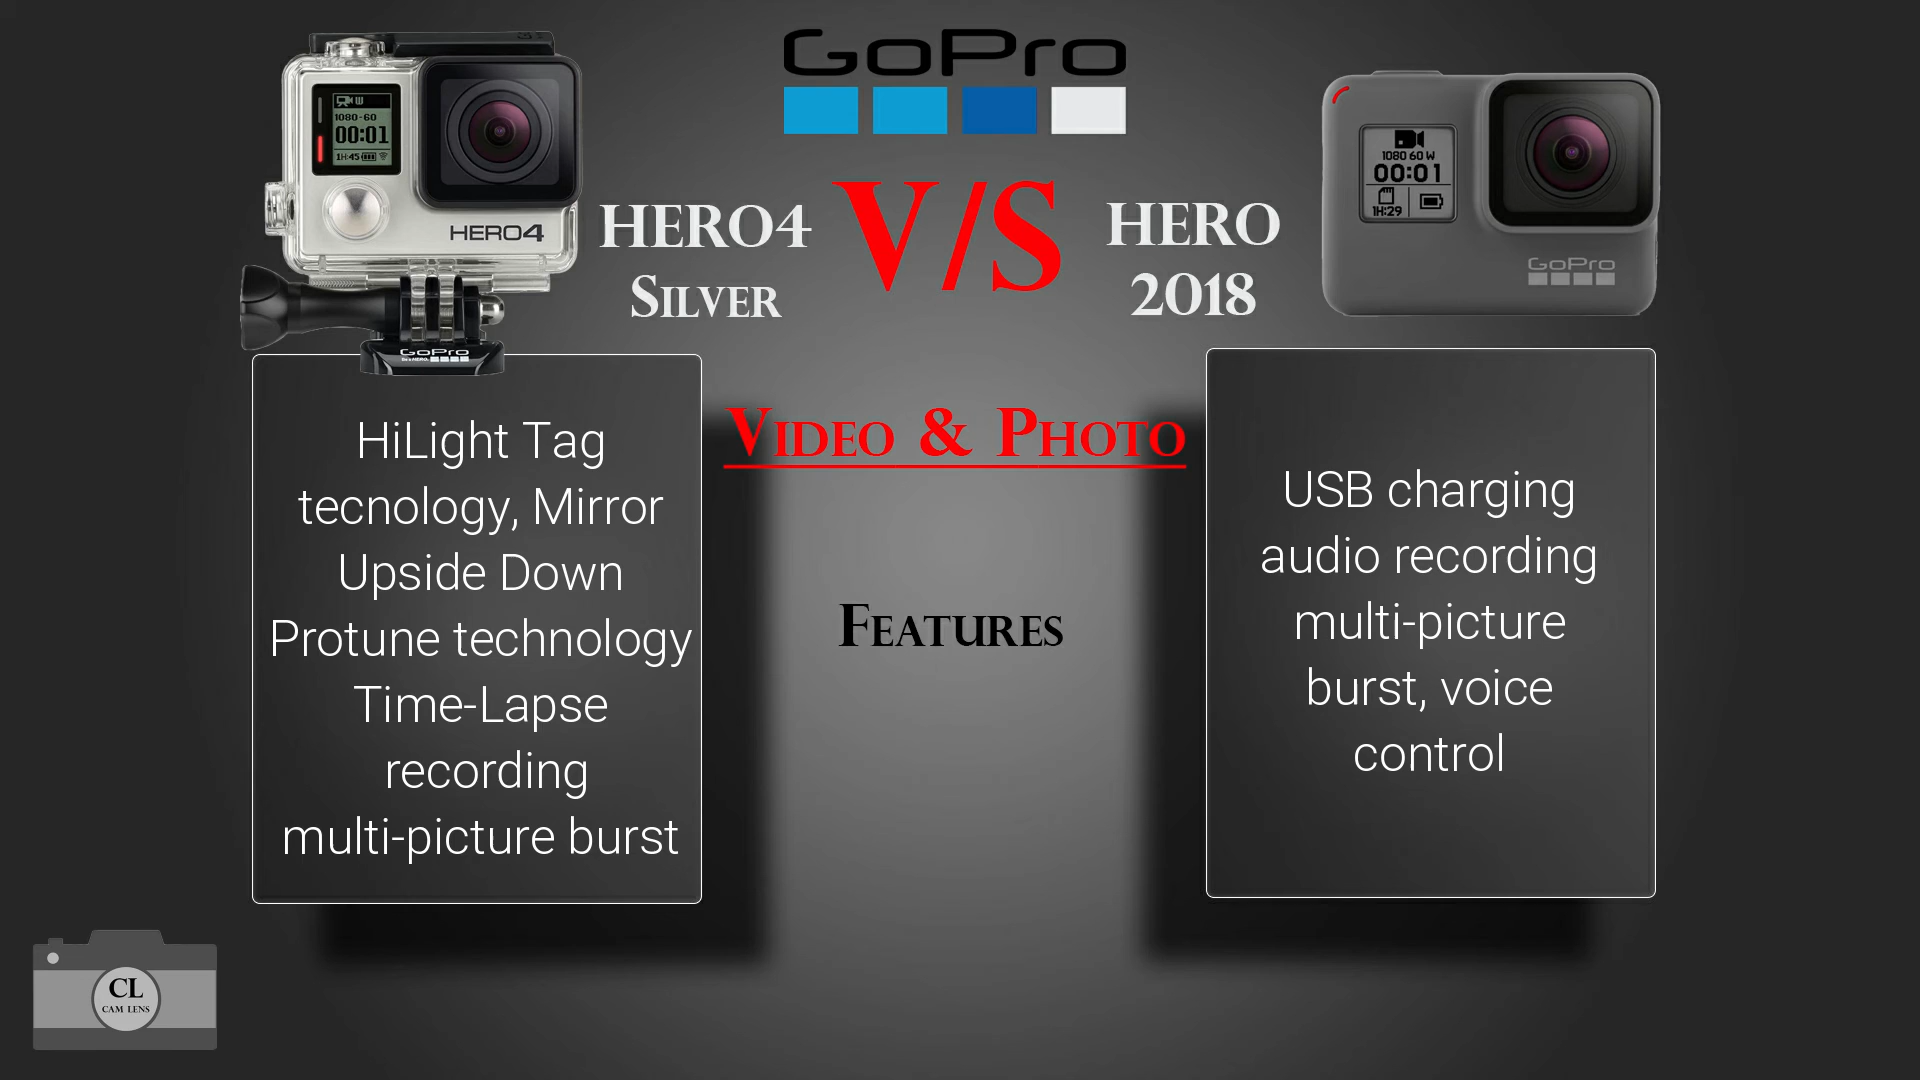 GoPro
HERO4
Silver
V/S
HERO
2018
1080-60
00:01
1H:45
HERO4
GoPro
1080 60 W
00:01
1H:29
GoPro
Video & Photo
Features
HiLight Tag
tecnology, Mirror
Upside Down
Protune technology
Time-Lapse
recording
multi-picture burst
USB charging
audio recording
multi-picture
burst, voice
control
CL
CAM LENS